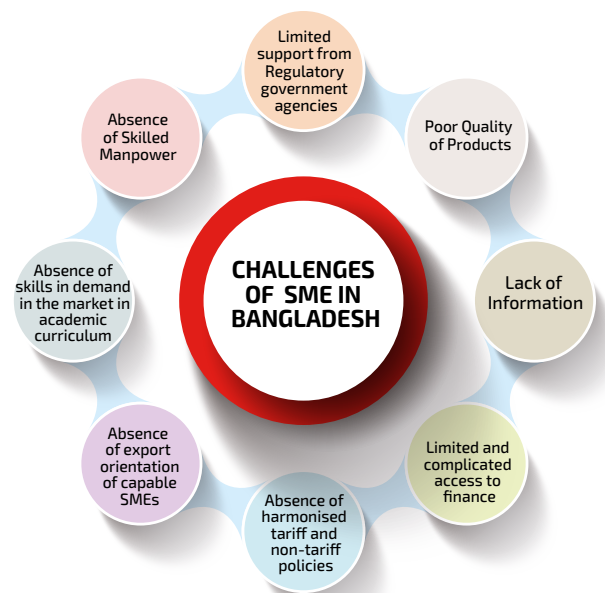 CHALLENGES
OF SME IN
BANGLADESH
Limited
support from
Regulatory
government
agencies
Poor Quality
of Products
Lack of
Information
Limited and
complicated
access to
finance
Absence of
harmonised
tariff and
non-tariff
policies
Absence
of export
orientation
of capable
SMEs
Absence of
skills in demand
in the market in
academic
curriculum
Absence
of Skilled
Manpower